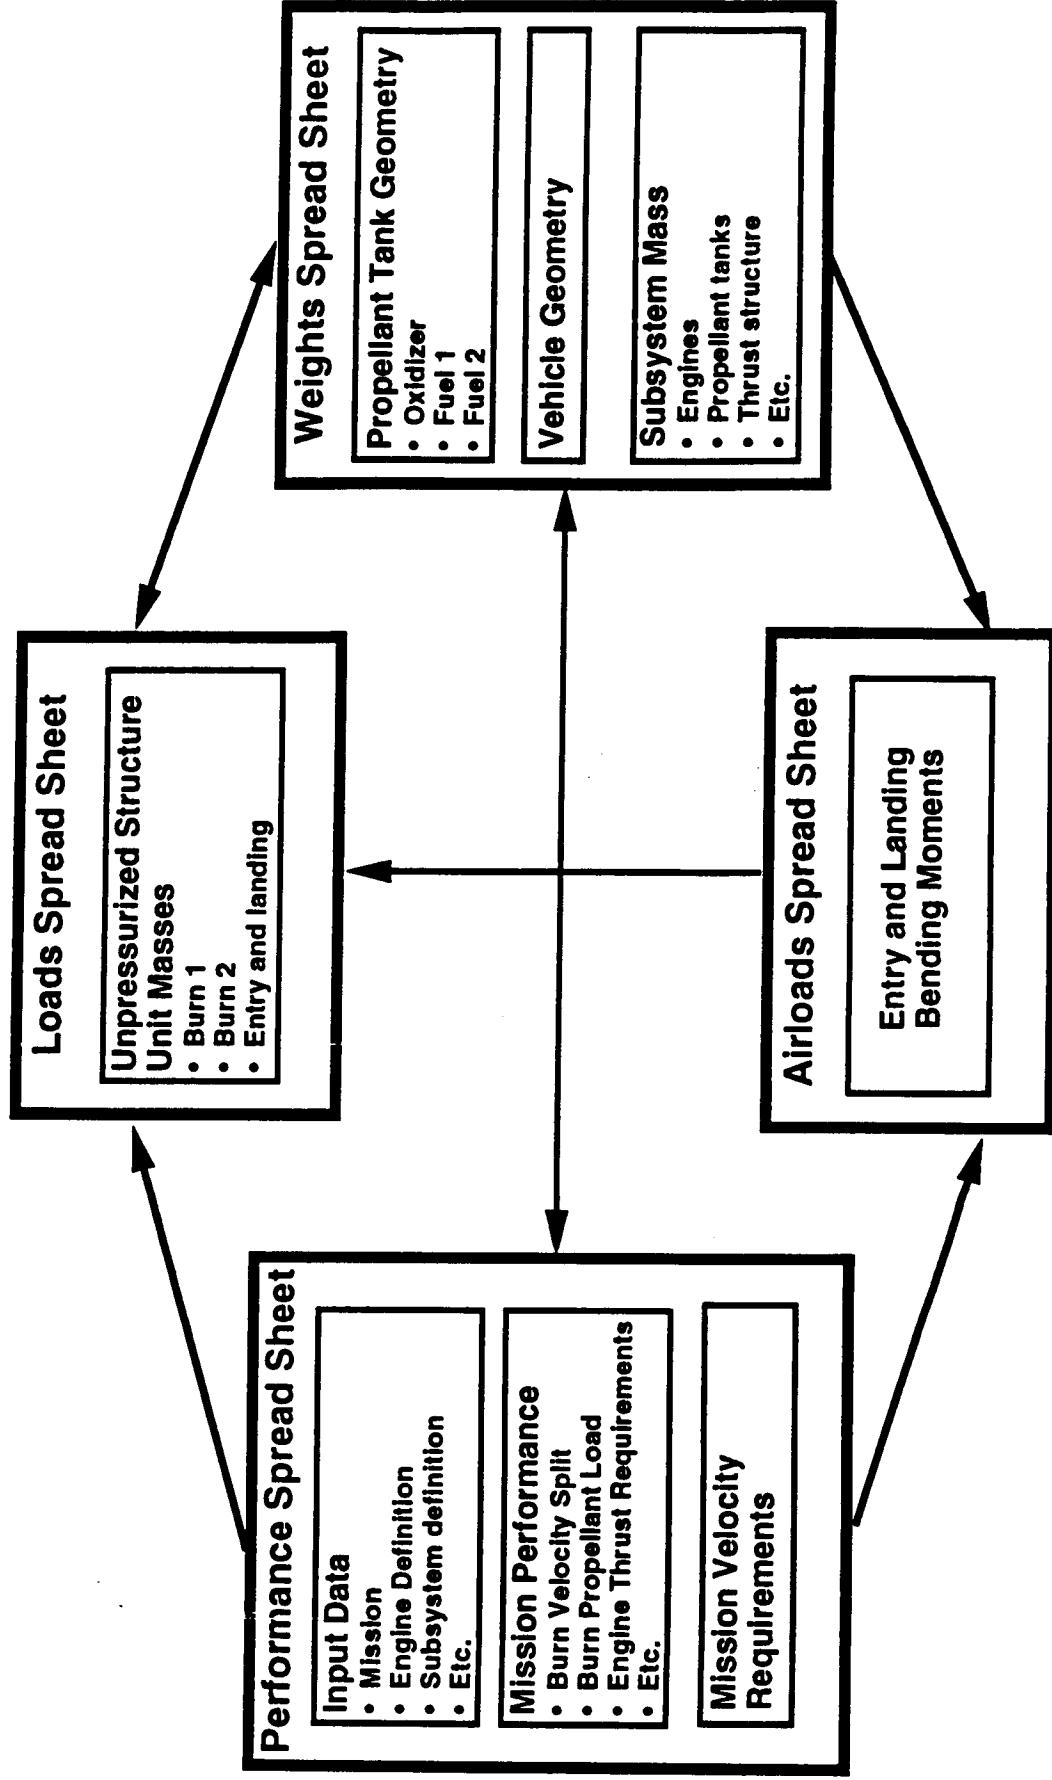 Performance Spread Sheet
Input Data
• Mission
• Engine Definition
• Subsystem definition
• Etc.
Mission Performance
• Burn Velocity Split
• Burn Propellant Load
• Engine Thrust Requirements
• Etc.
Mission Velocity
Requirements
Loads Spread Sheet
Unpressurized Structure
Unit Masses
• Burn 1
• Burn 2
• Entry and landing
Airloads Spread Sheet
Entry and Landing
Bending Moments
Weights Spread Sheet
Propellant Tank Geometry
• Oxidizer
• Fuel 1
• Fuel 2
Vehicle Geometry
Subsystem Mass
• Engines
• Propellant tanks
• Thrust structure
• Etc.